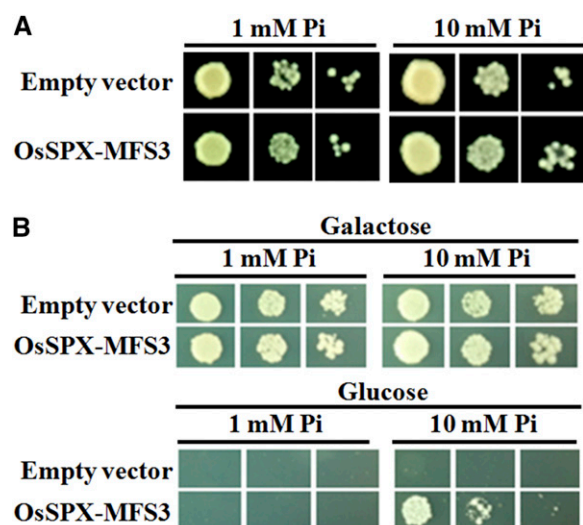 A
1 mM Pi 10 mM Pi
Empty vector
OsSPX-MFS3
B
Galactose
1 mM Pi 10 mM Pi
Empty vector
OsSPX-MFS3
Glucose
1 mM Pi 10 mM Pi
Empty vector
OsSPX-MFS3